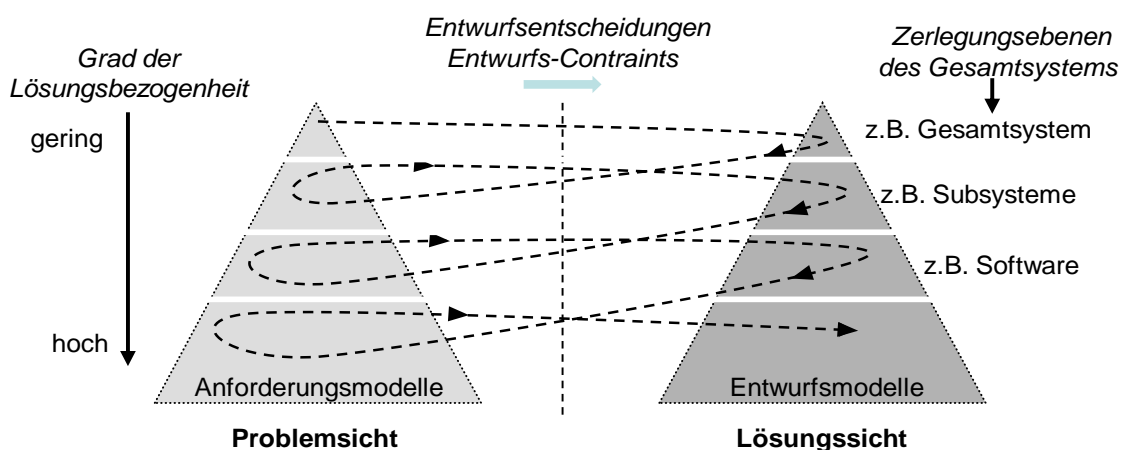 Entwurfsentscheidungen
Entwurfs-Contraints
Grad der
Lösungsbezogenheit
Zerlegungsebenen
des Gesamtsystems
gering
z.B. Gesamtsystem
z.B. Subsysteme
z.B. Software
hoch
Anforderungsmodelle
Entwurfsmodelle
Problemsicht
Lösungssicht